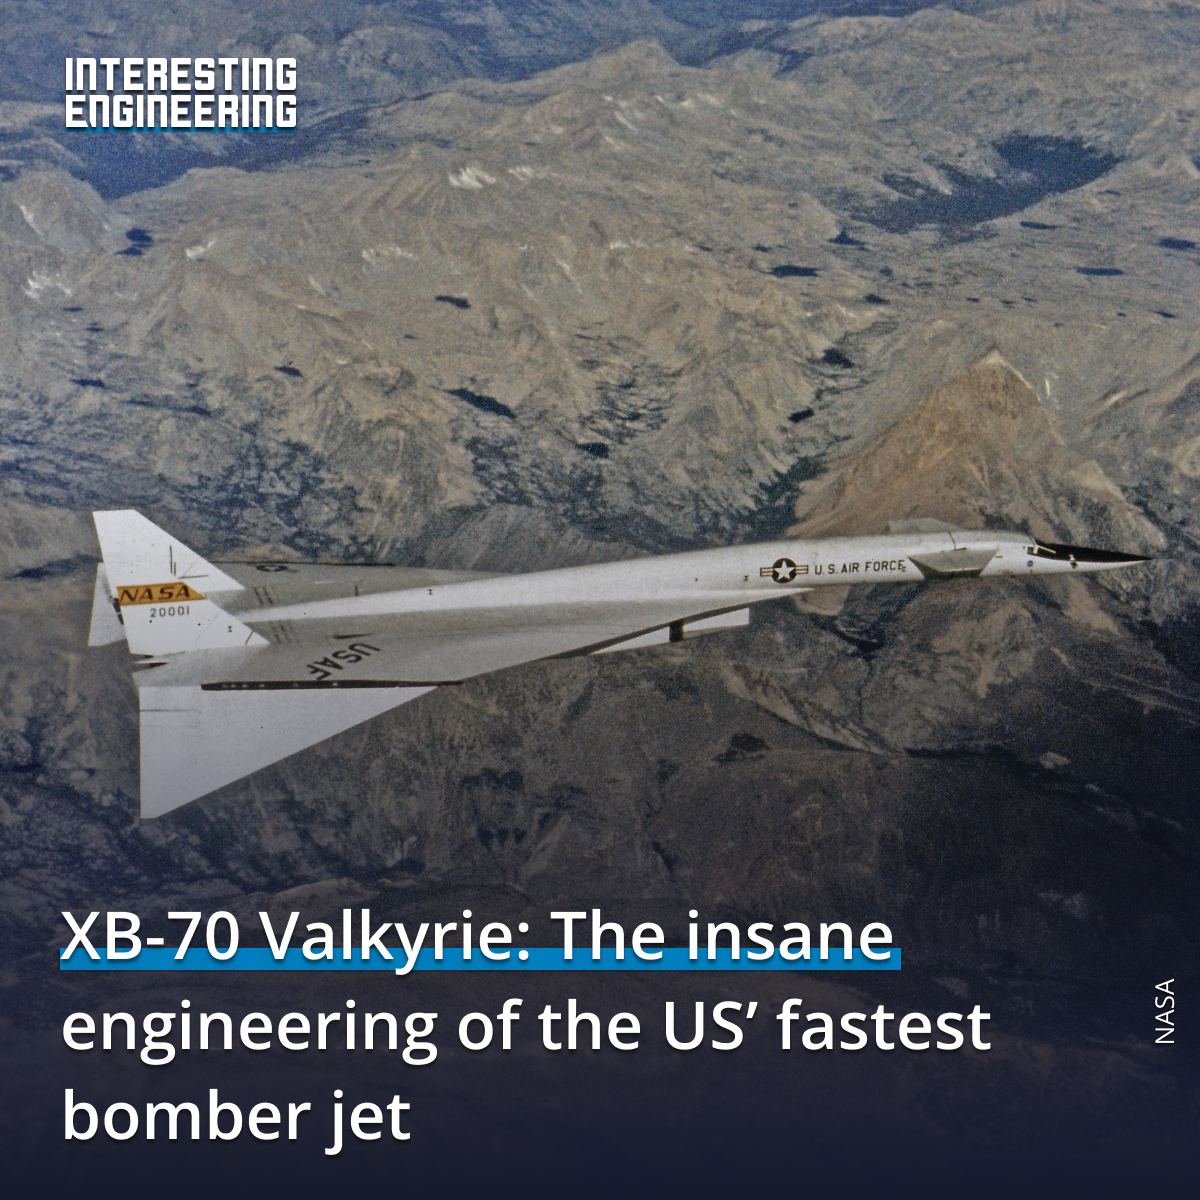 INTERESTING
ENGINEERING
NASA
20001
USAF
U.S. AIR FORCE
XB-70 Valkyrie: The insane
engineering of the US’ fastest
bomber jet
NASA